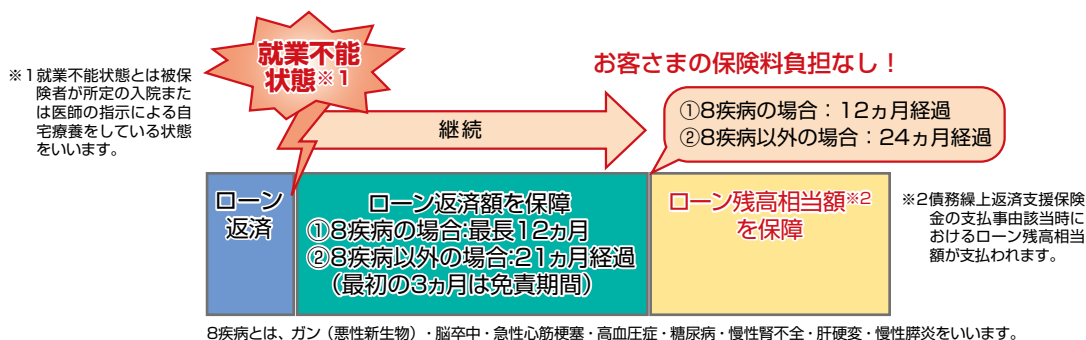 就業不能
状態※1
※1就業不能状態とは被保
険者が所定の入院また
は医師の指示による自
宅療養をしている状態
をいいます。
お客さまの保険料負担なし！
継続
①8疾病の場合：12ヵ月経過
②8疾病以外の場合：24ヵ月経過
ローン
返済
ローン返済額を保障
①8疾病の場合:最長12ヵ月
②8疾病以外の場合:21ヵ月経過
（最初の3ヵ月は免責期間）
ローン残高相当額※2
を保障
※2債務繰上返済支援保険
金の支払事由該当時に
おけるローン残高相当
額が支払われます。
8疾病とは、ガン（悪性新生物）・脳卒中・急性心筋梗塞・高血圧症・糖尿病・慢性腎不全・肝硬変・慢性膵炎をいいます。